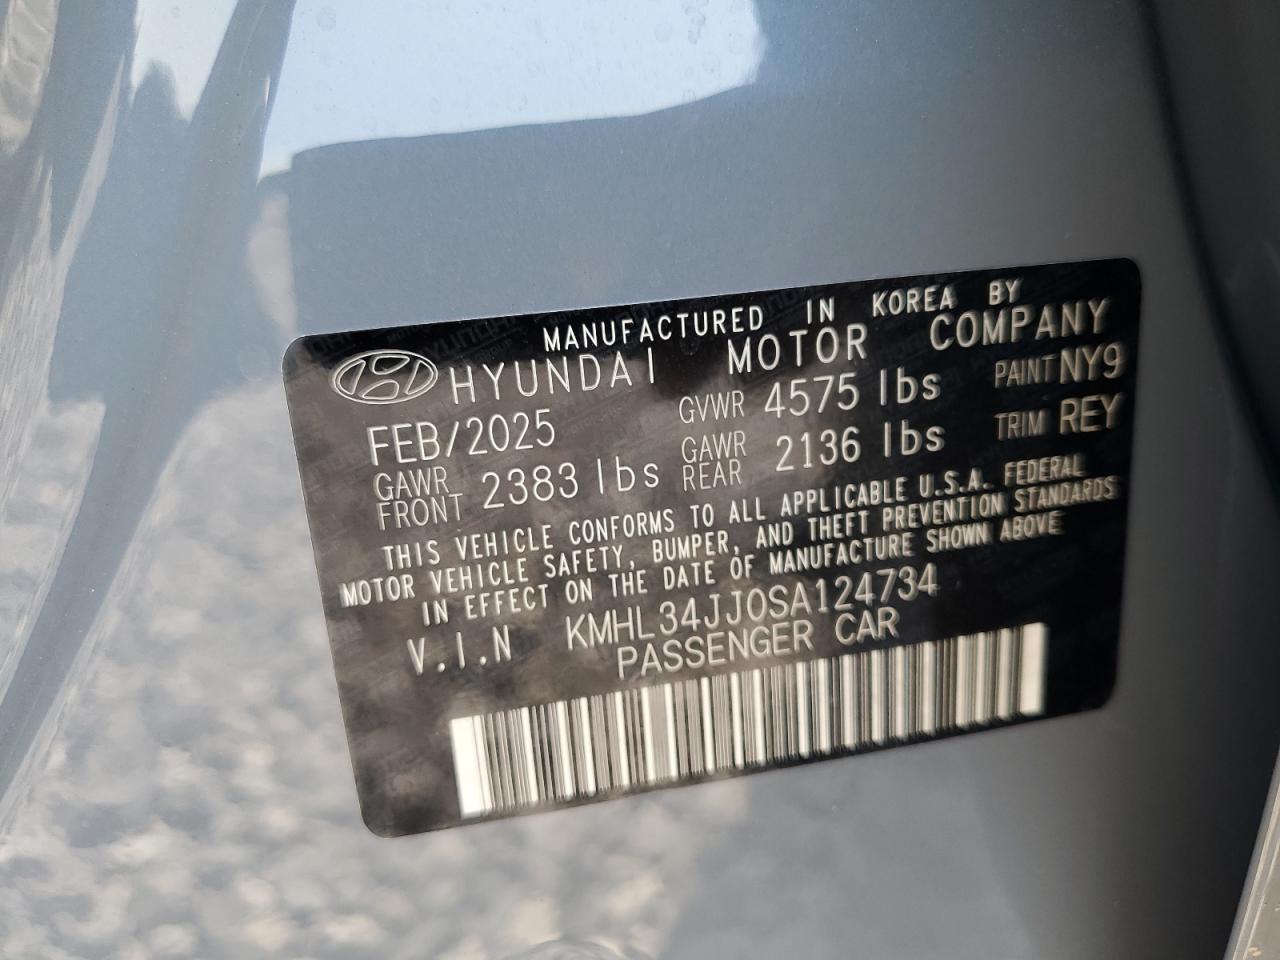 MANUFACTURED IN KOREA BY
HYUNDAI MOTOR COMPANY
FEB/2025 GVWR 4575 lbs PAINT NY9
GAWR FRONT 2383 lbs GAWR REAR 2136 lbs TRIM REY
THIS VEHICLE CONFORMS TO ALL APPLICABLE U.S.A. FEDERAL
MOTOR VEHICLE SAFETY, BUMPER, AND THEFT PREVENTION STANDARDS
IN EFFECT ON THE DATE OF MANUFACTURE SHOWN ABOVE
V.I.N KMHL34JJ0SA124734
PASSENGER CAR